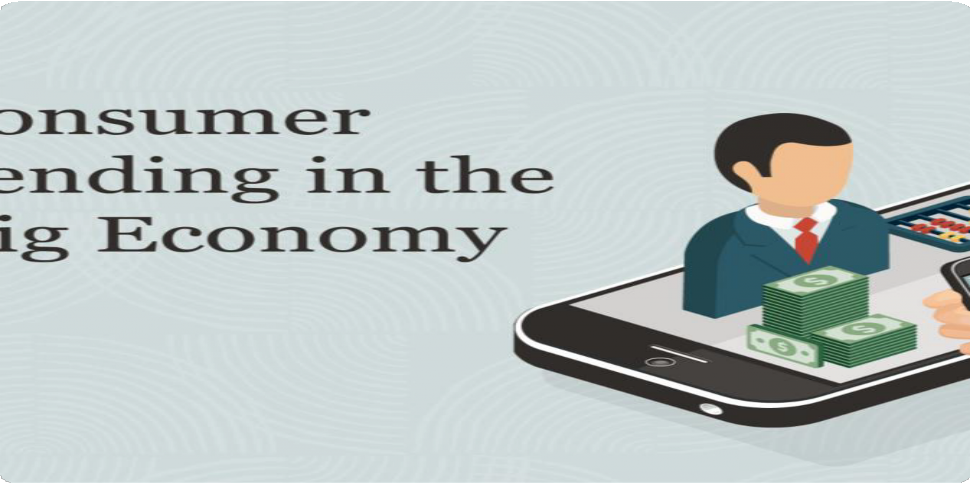 onsumer
ending in the
ig Economy